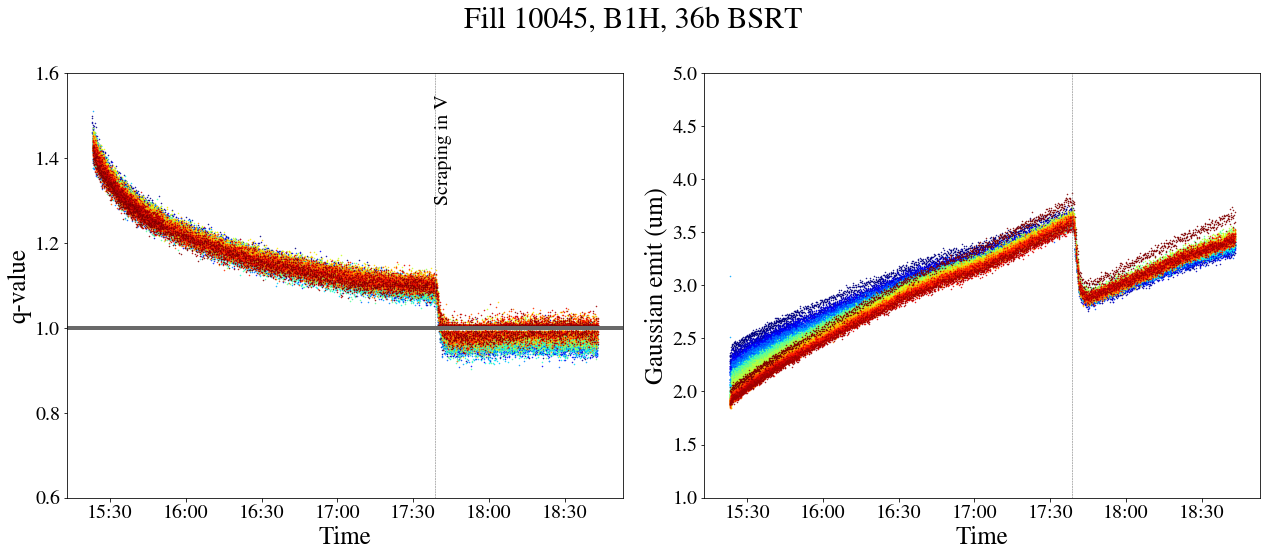 Fill 10045, B1H, 36b BSRT
1.6
1.4
1.2
1.0
0.8
0.6
q-value
Scraping in V
15:30 16:00 16:30 17:00 17:30 18:00 18:30
Time
5.0
4.5
4.0
3.5
3.0
2.5
2.0
1.5
1.0
Gaussian emit (um)
15:30 16:00 16:30 17:00 17:30 18:00 18:30
Time